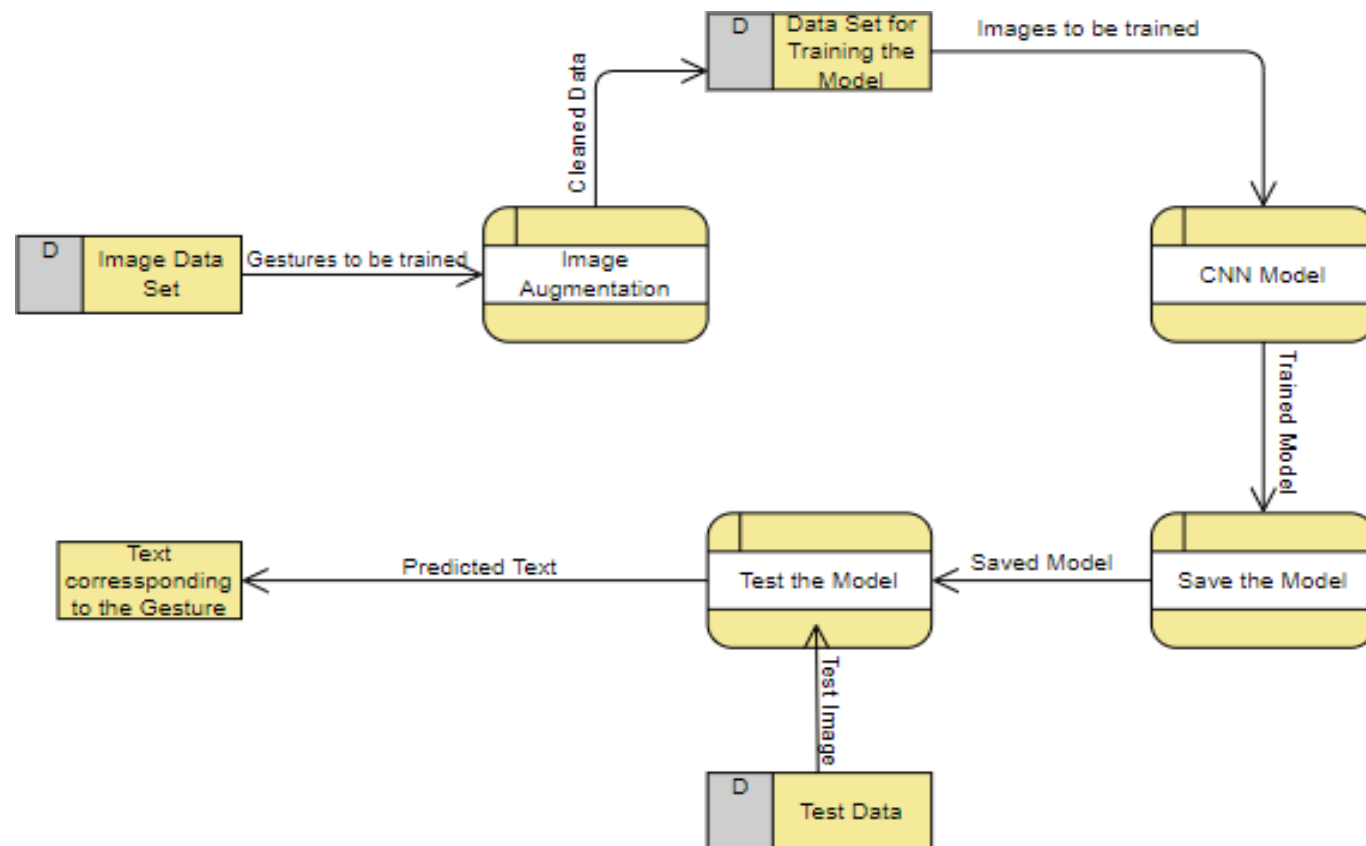 D
Data Set for
Training the
Model
Images to be trained
Cleaned Data
D
Image Data
Set
Gestures to be trained
Image
Augmentation
CNN Model
Trained Model
Text
corressponding
to the Gesture
Predicted Text
Test the Model
Saved Model
Save the Model
Test Image
D
Test Data